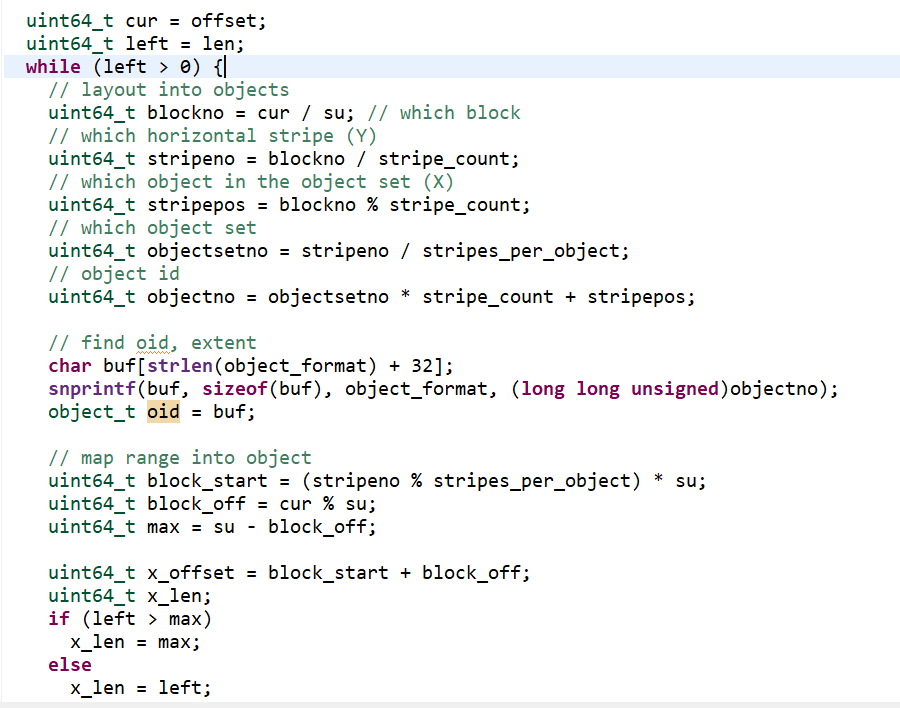 uint64_t cur = offset;
uint64_t left = len;
while (left > 0) {
// layout into objects
uint64_t blockno = cur / su; // which block
// which horizontal stripe (Y)
uint64_t stripeno = blockno / stripe_count;
// which object in the object set (X)
uint64_t stripepos = blockno % stripe_count;
// which object set
uint64_t objectsetno = stripeno / stripes_per_object;
// object id
uint64_t objectno = objectsetno * stripe_count + stripepos;
// find oid, extent
char buf[strlen(object_format) + 32];
snprintf(buf, sizeof(buf), object_format, (long long unsigned)objectno);
object_t oid = buf;
// map range into object
uint64_t block_start = (stripeno % stripes_per_object) * su;
uint64_t block_off = cur % su;
uint64_t max = su - block_off;
uint64_t x_offset = block_start + block_off;
uint64_t x_len;
if (left > max)
x_len = max;
else
x_len = left;